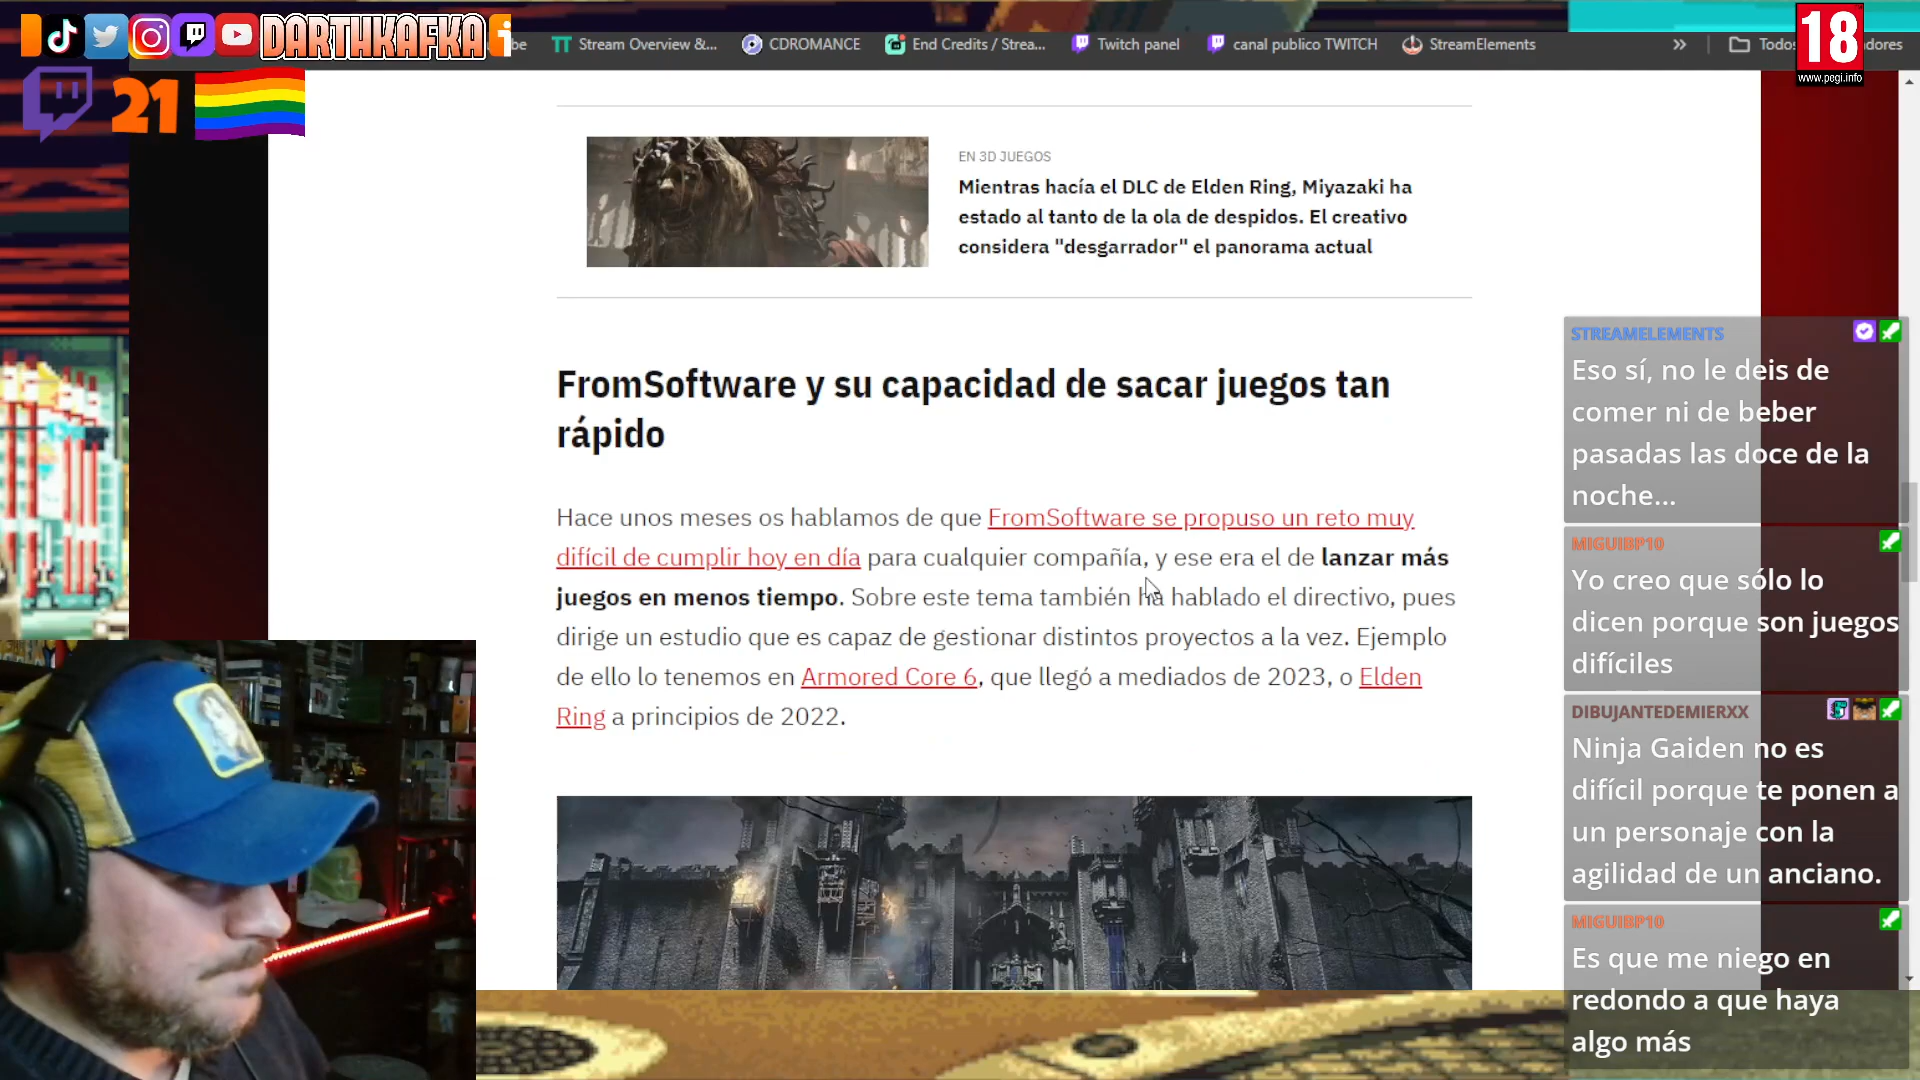 DARTHKAFKA
be
Stream Overview &...
CDROMANCE
End Credits / Strea...
Twitch panel
canal publico TWITCH
StreamElements
»
Todos
adores
18
www.pegi.info
21
EN 3D JUEGOS
Mientras hacía el DLC de Elden Ring, Miyazaki ha
estado al tanto de la ola de despidos. El creativo
considera "desgarrador" el panorama actual
FromSoftware y su capacidad de sacar juegos tan
rápido
Hace unos meses os hablamos de que FromSoftware se propuso un reto muy
difícil de cumplir hoy en día para cualquier compañía, y ese era el de lanzar más
juegos en menos tiempo. Sobre este tema también ha hablado el directivo, pues
dirige un estudio que es capaz de gestionar distintos proyectos a la vez. Ejemplo
de ello lo tenemos en Armored Core 6, que llegó a mediados de 2023, o Elden
Ring a principios de 2022.
STREAMELEMENTS
Eso sí, no le deis de
comer ni de beber
pasadas las doce de la
noche...
MIGUIBP10
Yo creo que sólo lo
dicen porque son juegos
difíciles
DIBUJANTEDEMIERXX
Ninja Gaiden no es
difícil porque te ponen a
un personaje con la
agilidad de un anciano.
MIGUIBP10
Es que me niego en
redondo a que haya
algo más